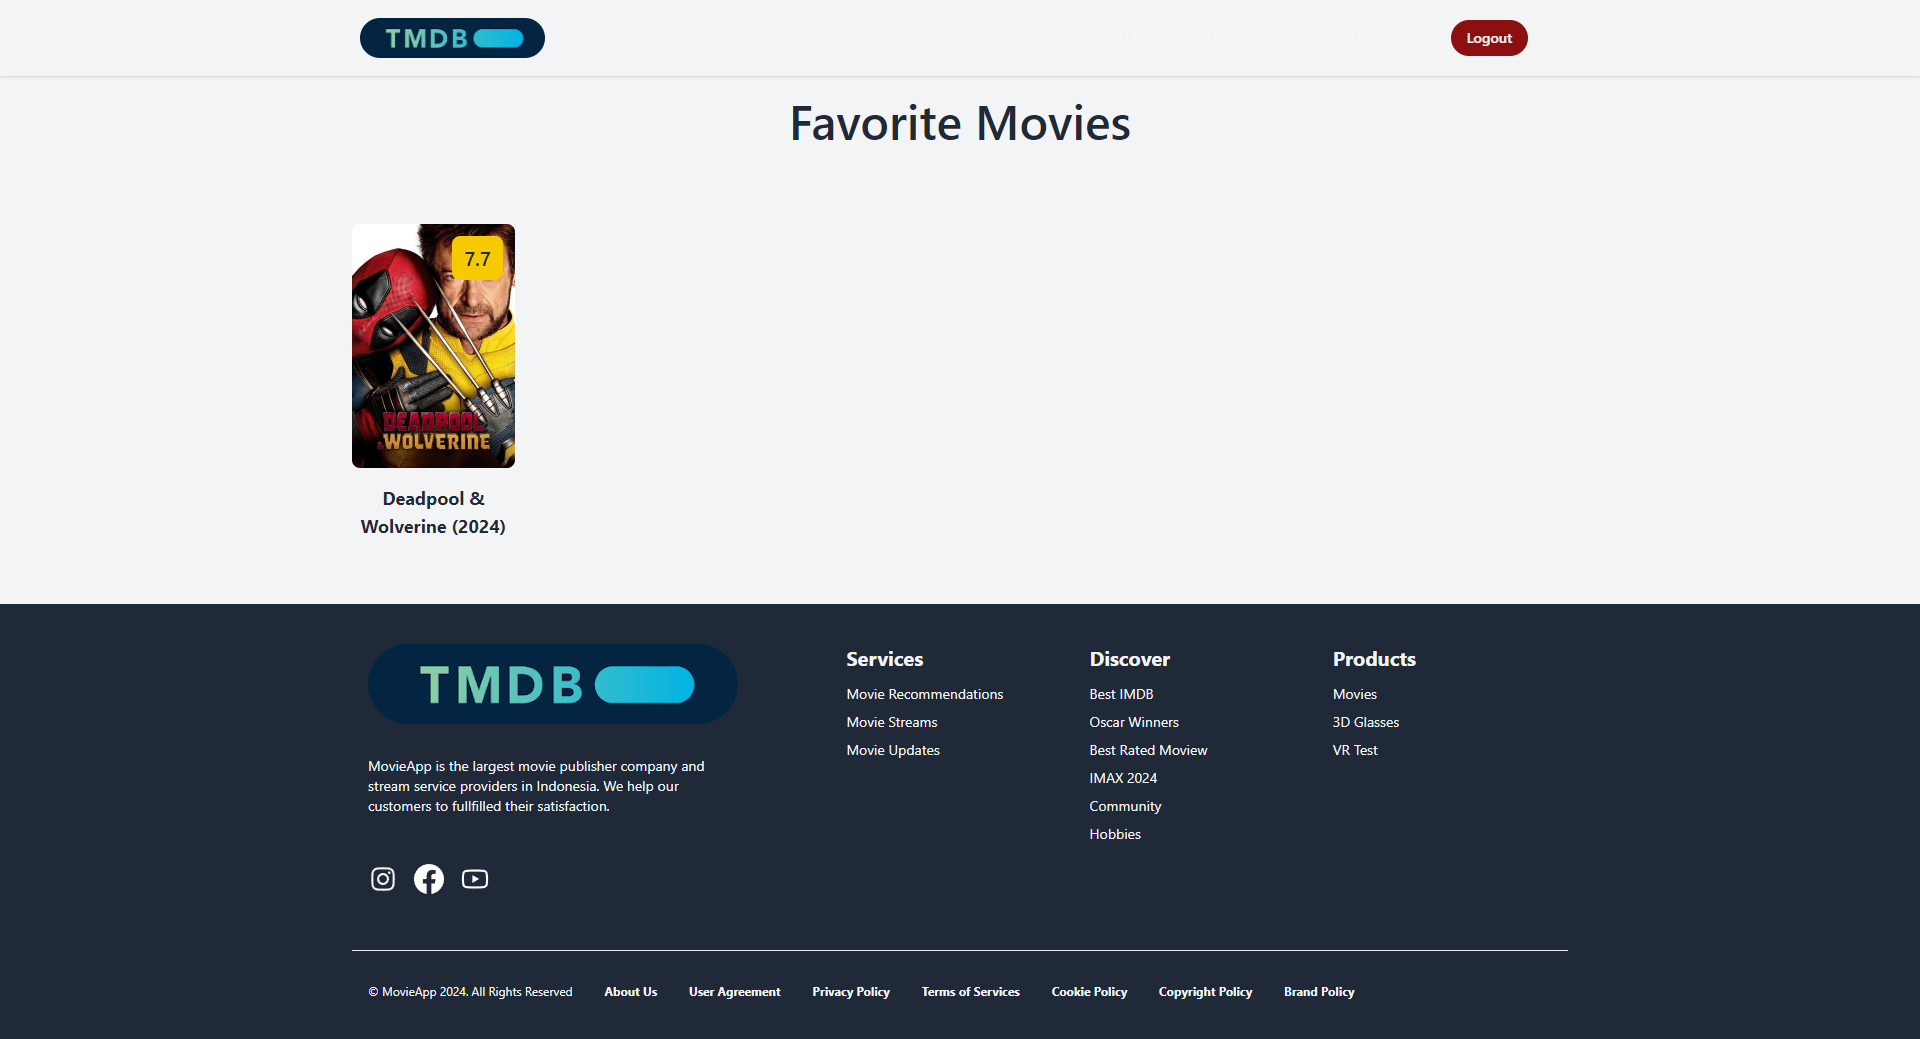 TMDB
Logout
Favorite Movies
7.7
DEADPOOL
& WOLVERINE
Deadpool &
Wolverine (2024)
TMDB
MovieApp is the largest movie publisher company and
stream service providers in Indonesia. We help our
customers to fullfilled their satisfaction.
Services
Movie Recommendations
Movie Streams
Movie Updates
Discover
Best IMDB
Oscar Winners
Best Rated Moview
IMAX 2024
Community
Hobbies
Products
Movies
3D Glasses
VR Test
© MovieApp 2024. All Rights Reserved
About Us
User Agreement
Privacy Policy
Terms of Services
Cookie Policy
Copyright Policy
Brand Policy